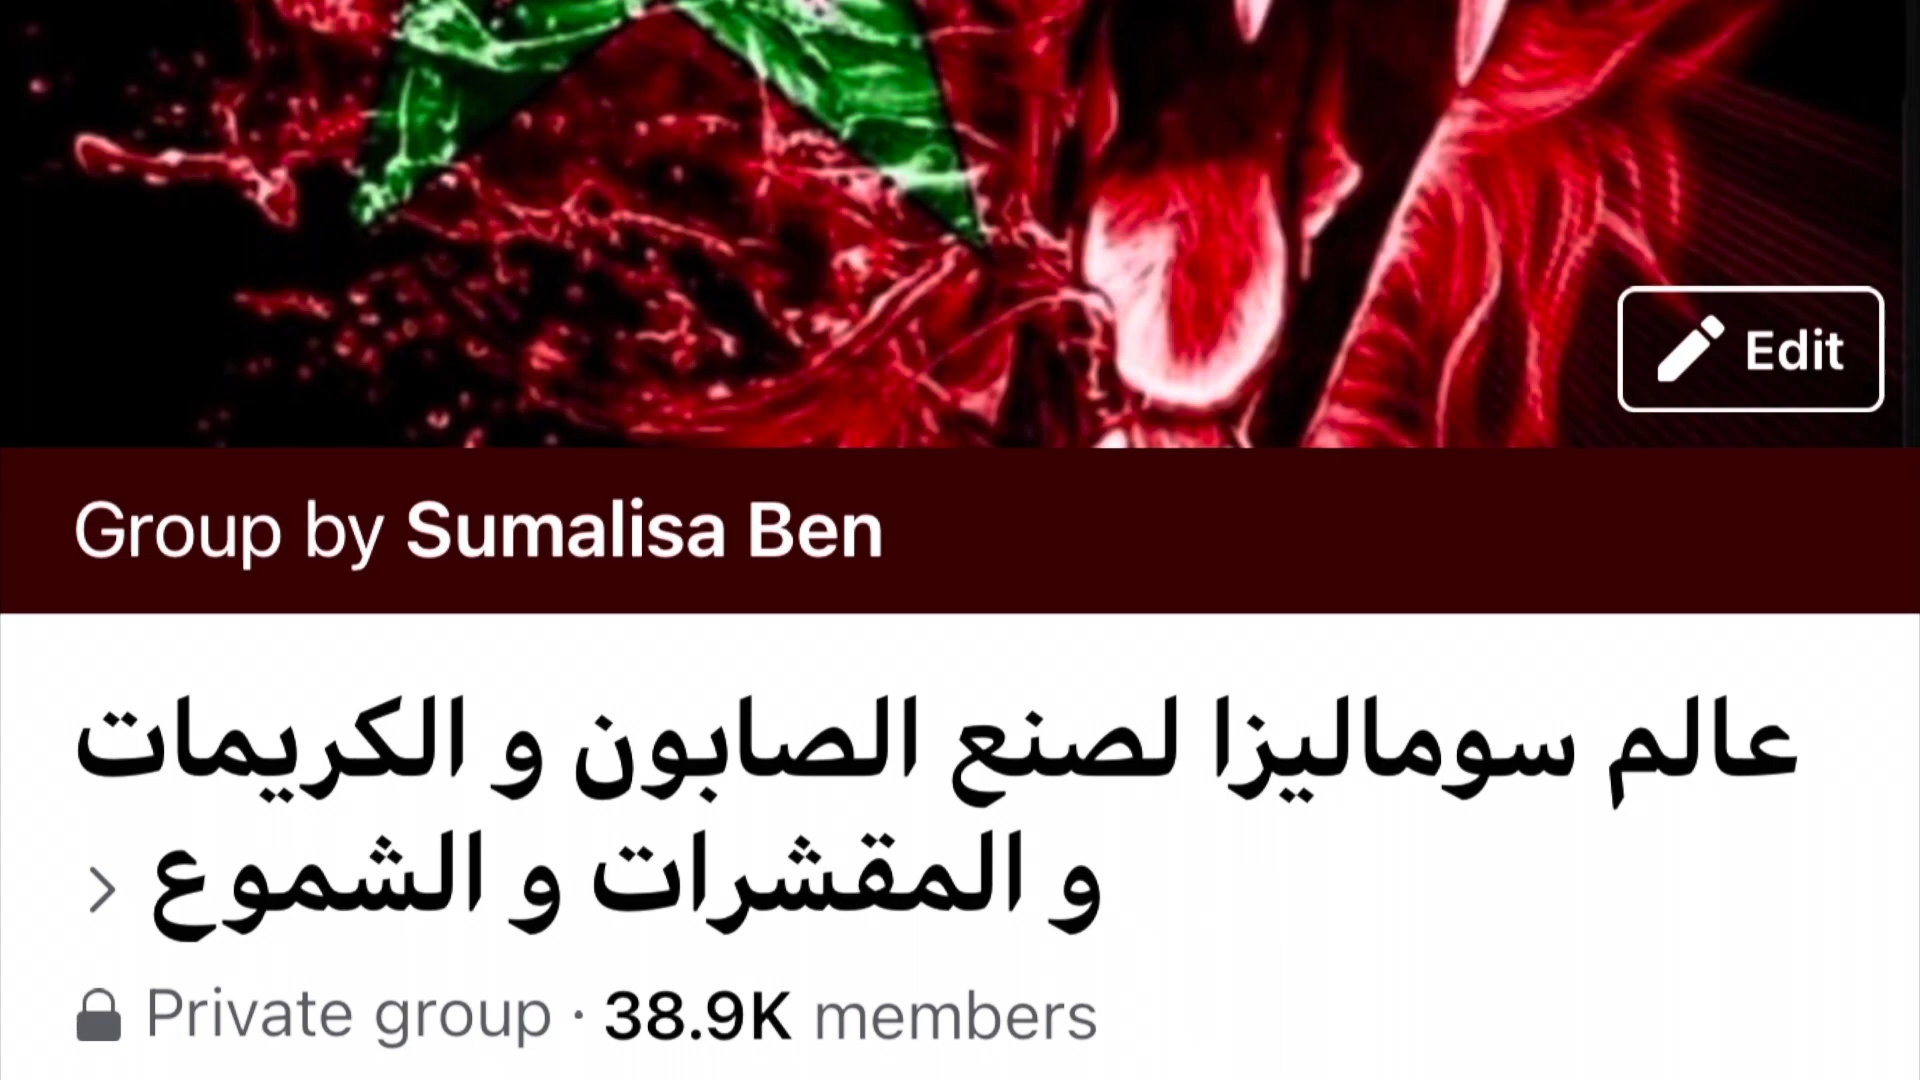 Edit
Group by Sumalisa Ben
عالم سوماليزا لصنع الصابون و الكريمات
و المقشرات و الشموع
Private group · 38.9K members